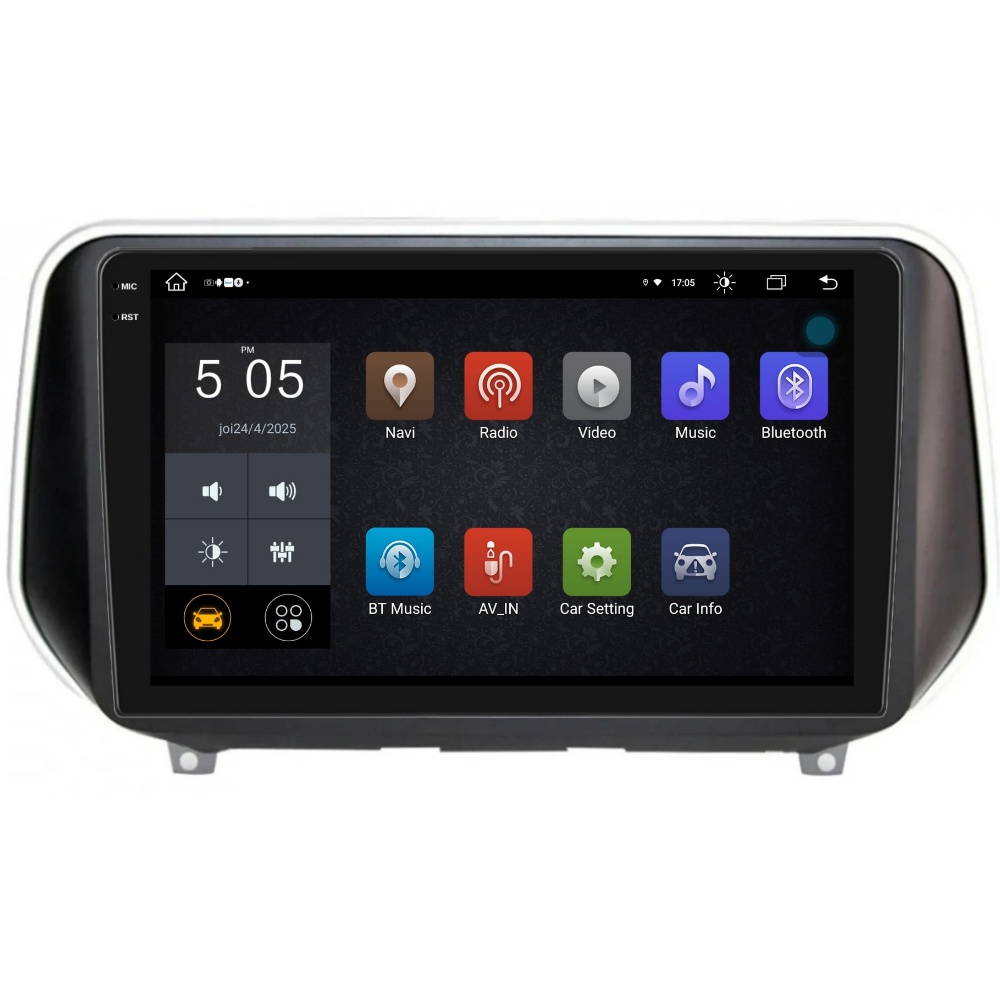 MIC
RST
17:05
PM
5 05
joi24/4/2025
Navi
Radio
Video
Music
Bluetooth
BT Music
AV_IN
Car Setting
Car Info